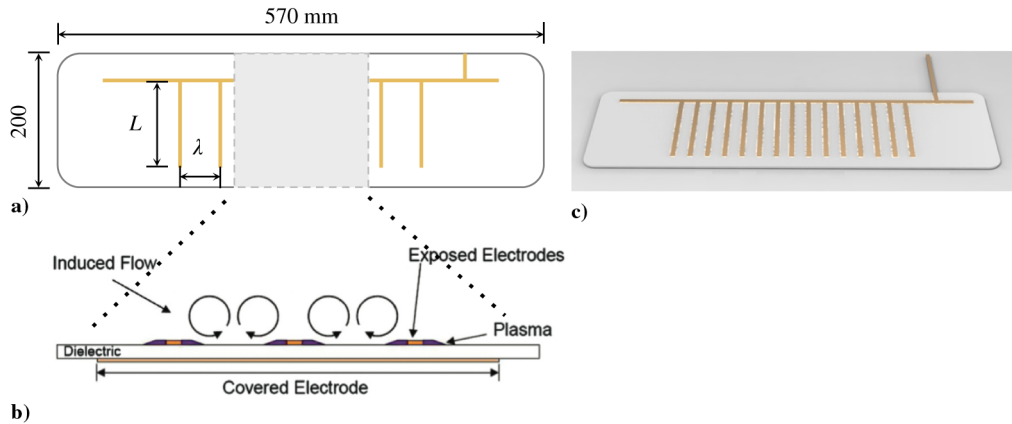 570 mm
200
L
λ
a)
c)
Induced Flow
Exposed Electrodes
Plasma
Dielectric
Covered Electrode
b)